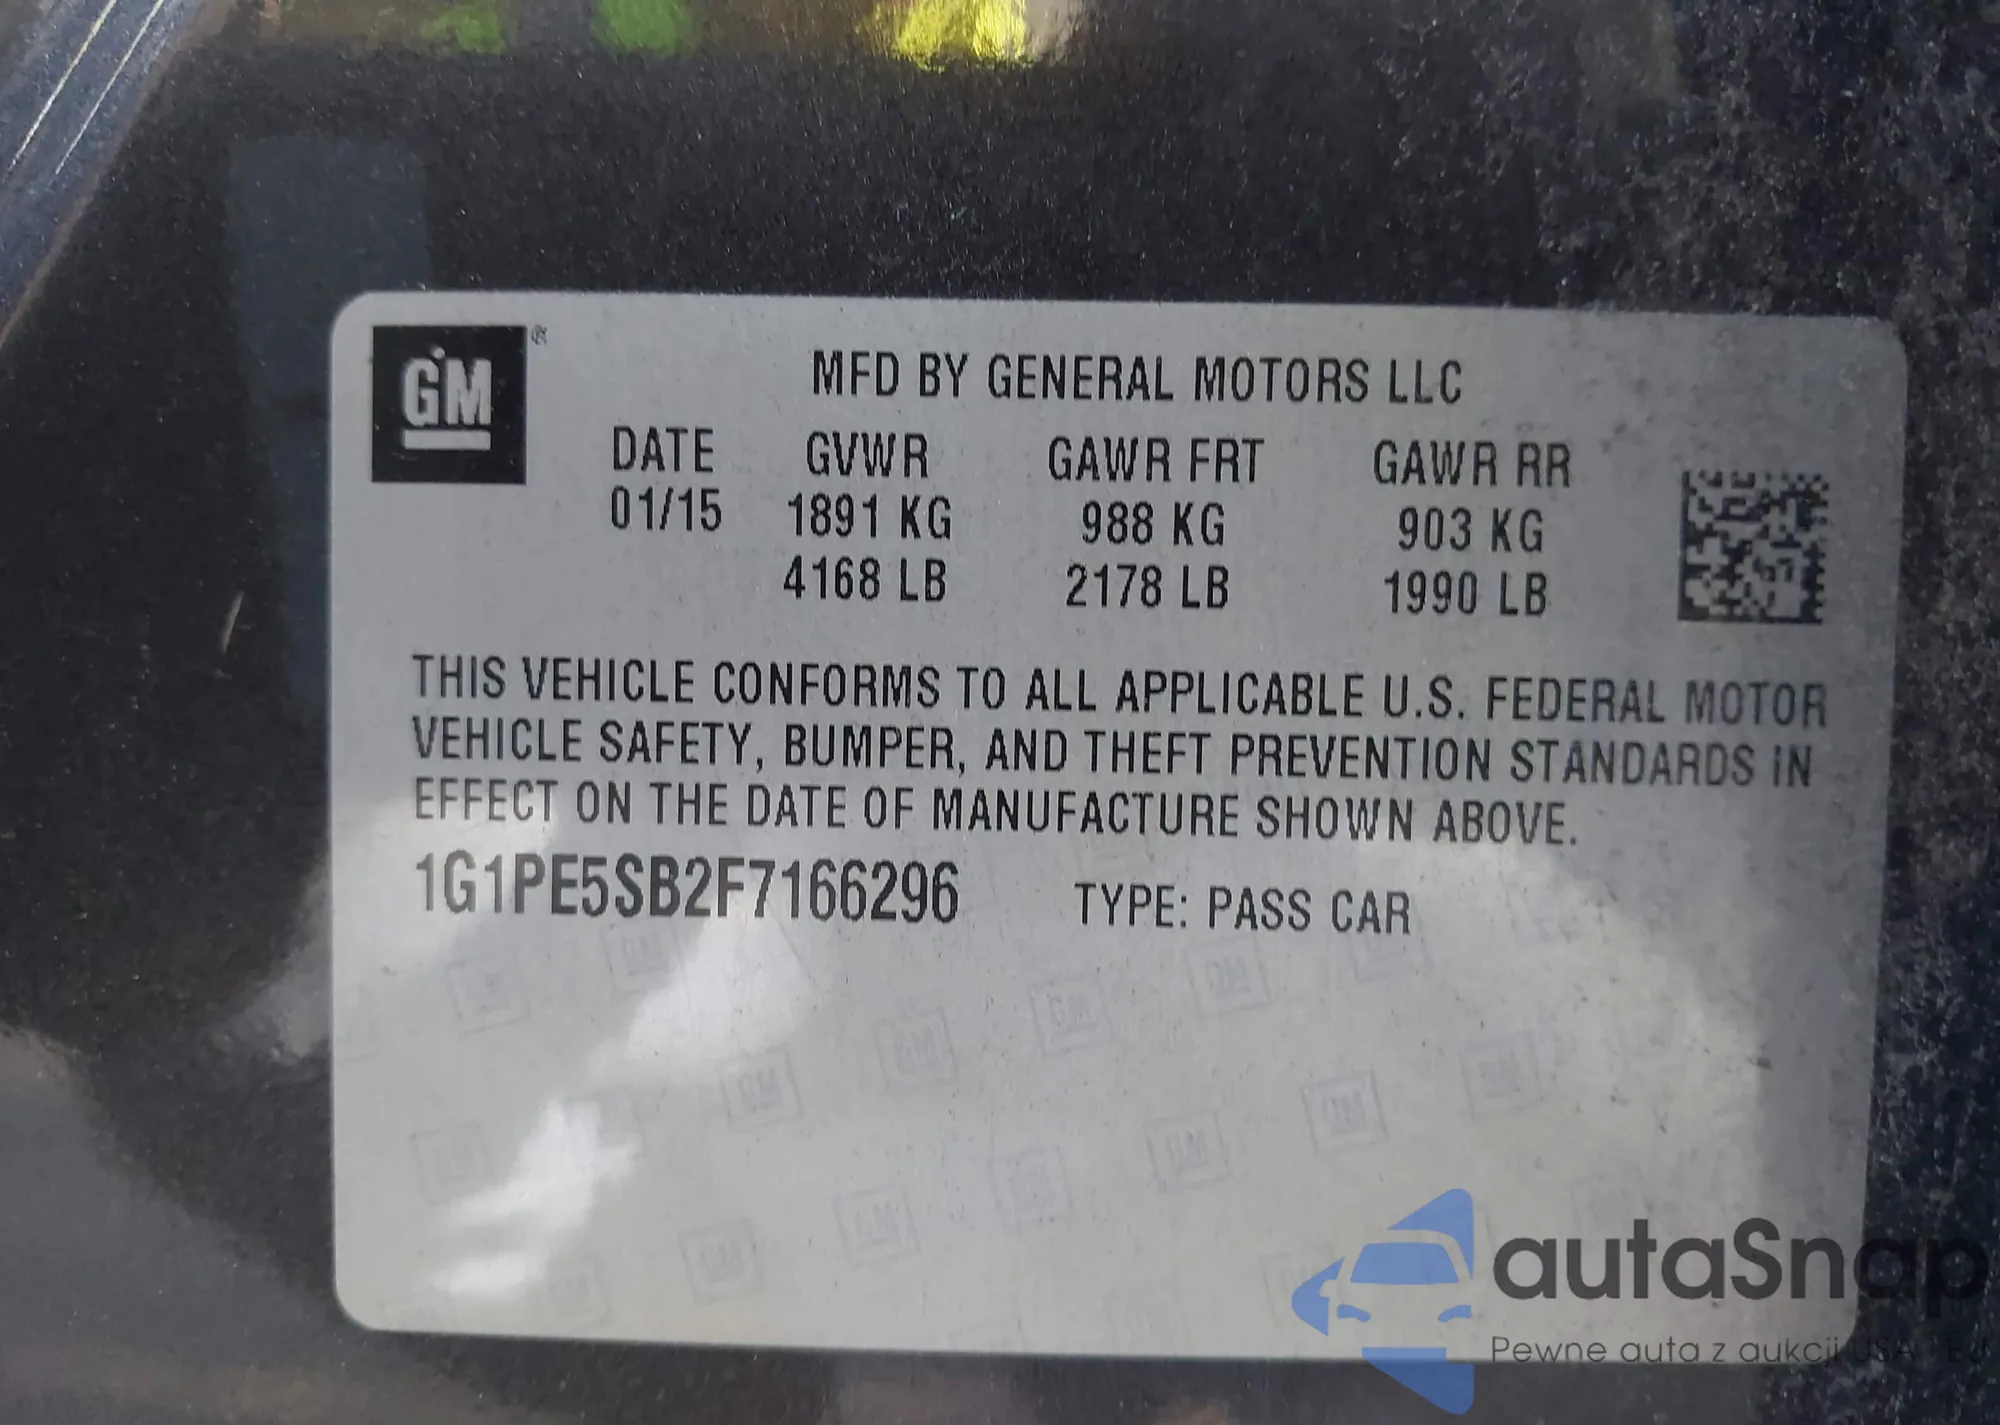 GM®
MFD BY GENERAL MOTORS LLC
DATE GVWR GAWR FRT GAWR RR
01/15 1891 KG 988 KG 903 KG
4168 LB 2178 LB 1990 LB
THIS VEHICLE CONFORMS TO ALL APPLICABLE U.S. FEDERAL MOTOR
VEHICLE SAFETY, BUMPER, AND THEFT PREVENTION STANDARDS IN
EFFECT ON THE DATE OF MANUFACTURE SHOWN ABOVE.
1G1PE5SB2F7166296 TYPE: PASS CAR
autaSnap
Pewne auta z aukcji USA